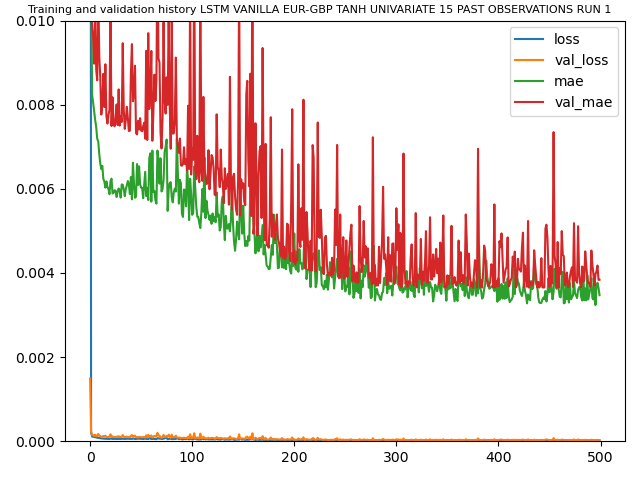 Training and validation history LSTM VANILLA EUR-GBP TANH UNIVARIATE 15 PAST OBSERVATIONS RUN 1
0.010
0.008
0.006
0.004
0.002
0.000
loss
val_loss
mae
val_mae
0 100 200 300 400 500